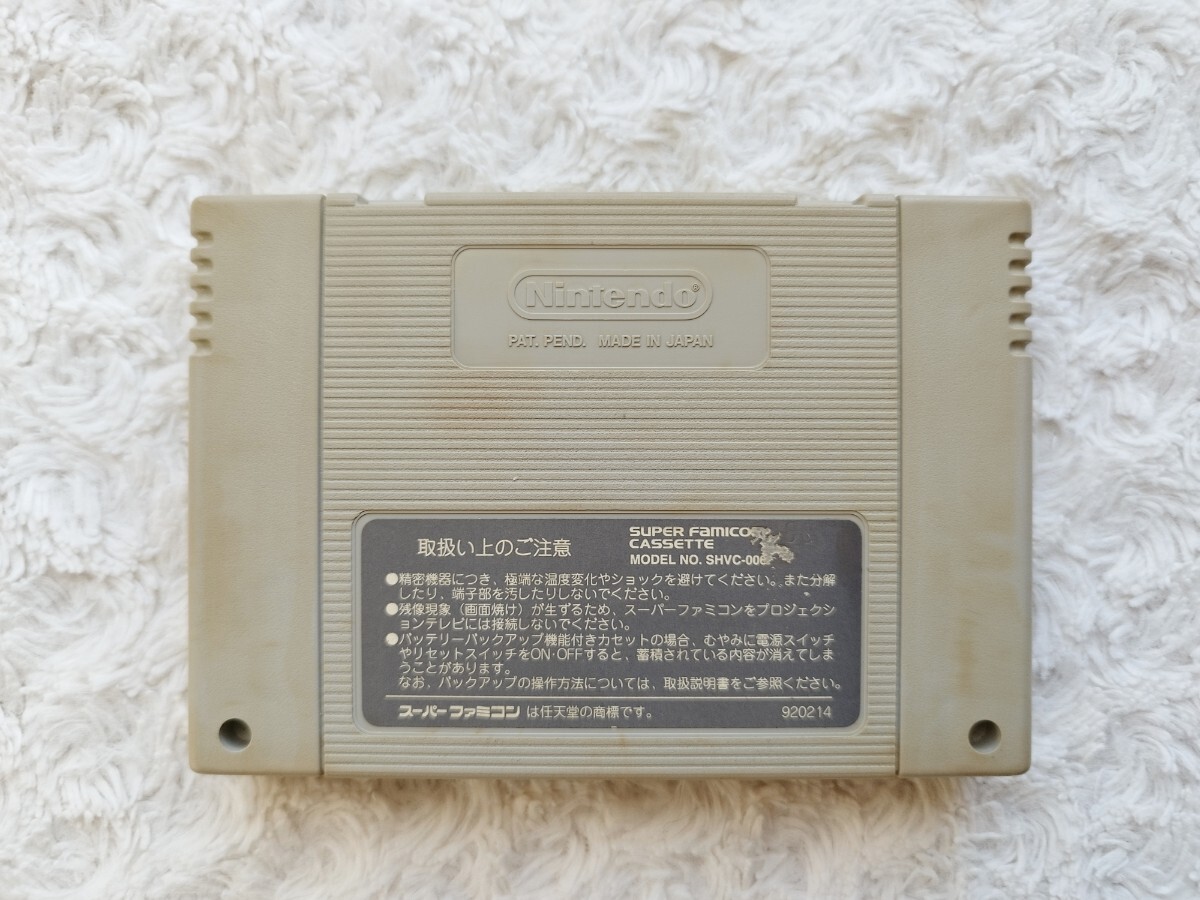 Nintendo®
PAT. PEND. MADE IN JAPAN
取扱い上のご注意
SUPER FAMICO
CASSETTE
MODEL NO. SHVC-006
●精密機器につき、極端な温度変化やショックを避けてください。また分解
したり、端子部を汚したりしないでください。
●残像現象(画面焼け)が生ずるため、スーパーファミコンをプロジェクシ
ョンテレビには接続しないでください。
●バッテリーバックアップ機能付きカセットの場合、むやみに電源スイッチ
やリセットスイッチをON・OFFすると、蓄積されている内容が消えてしま
うことがあります。
なお、バックアップの操作方法については、取扱説明書をご参照ください。
スーパーファミコン は任天堂の商標です。
920214